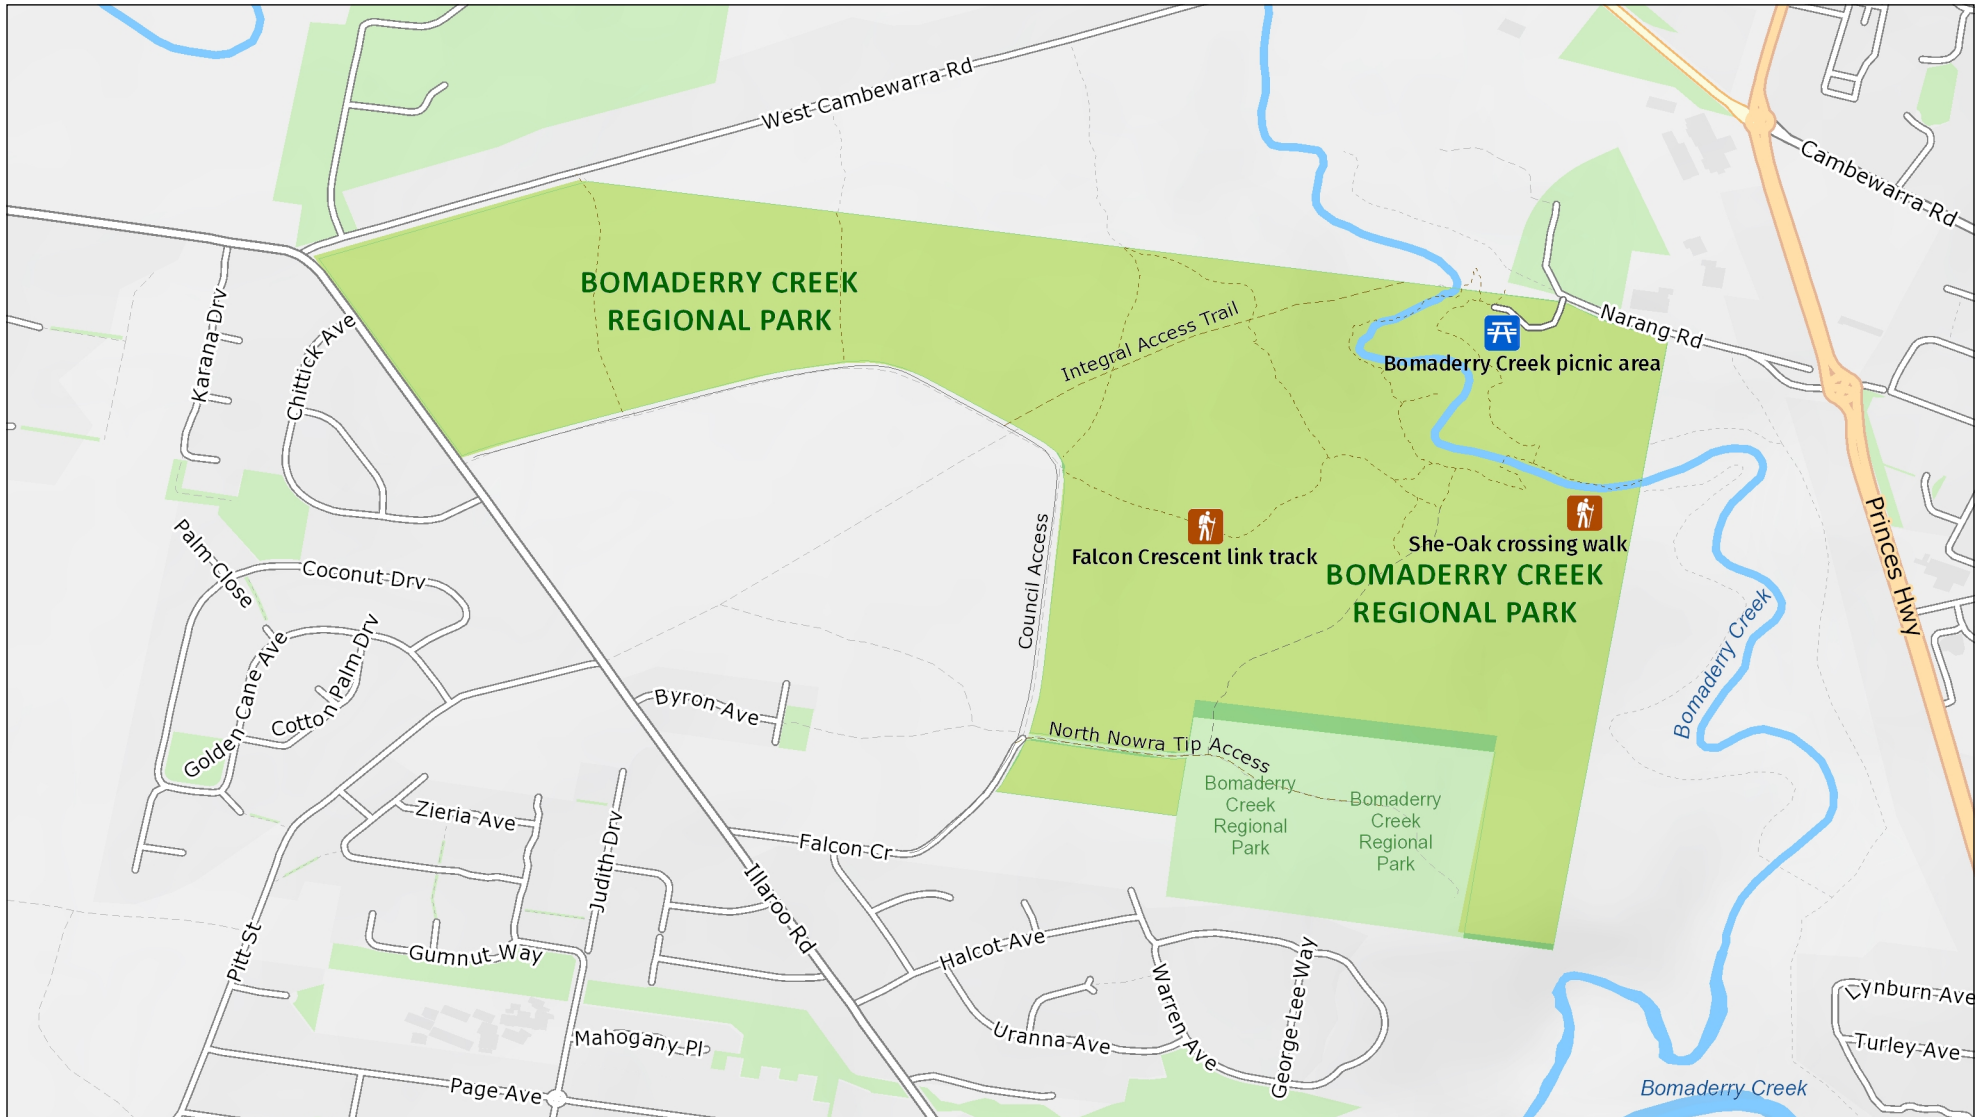 West Cambewarra Rd
Cambewarra Rd
BOMADERRY CREEK
REGIONAL PARK
Karana Drv
Chittick Ave
Integral Access Trail
Narang Rd
Bomaderry Creek picnic area
Palm Close
Coconut Drv
Council Access
Falcon Crescent link track
She-Oak crossing walk
BOMADERRY CREEK
REGIONAL PARK
Princes Hwy
Bomaderry Creek
Golden Cane Ave
Cotton Palm Drv
Byron Ave
North Nowra Tip Access
Bomaderry
Creek
Regional
Park
Bomaderry
Creek
Regional
Park
Zieria Ave
Judith Drv
Falcon Cr
Illaroo Rd
Pitt St
Gumnut Way
Halcot Ave
Warren Ave
George Lee Way
Lynburn Ave
Uranna Ave
Mahogany Pl
Turley Ave
Page Ave
Bomaderry Creek